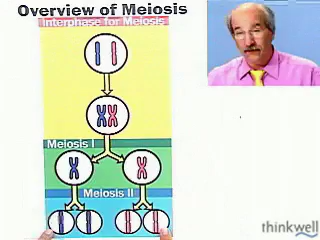 Overview of Meiosis
Interphase for Meiosis
Meiosis I
Meiosis II
thinkwell